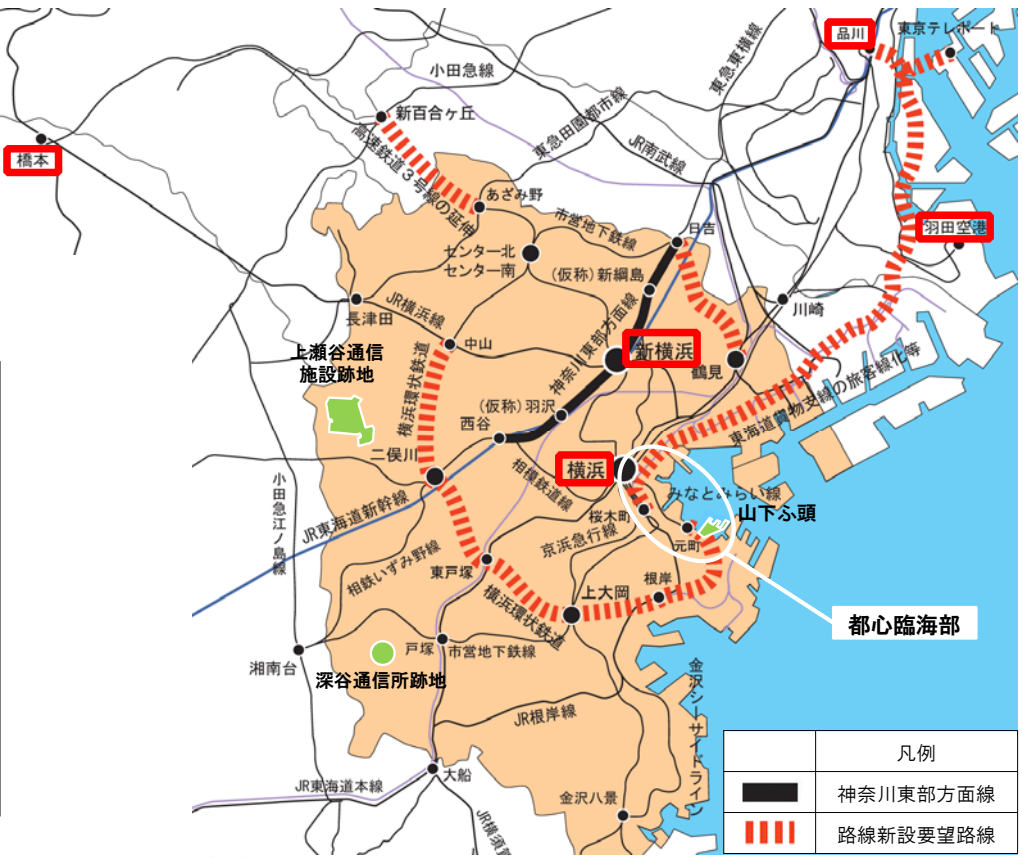 品川
東京テレポート
東急東横線
小田急線
新百合ヶ丘
東急田園都市線
JR南武線
橋本
高速鉄道3号線の延伸
あざみ野
市営地下鉄線
日吉
羽田空港
センター北
センター南
(仮称)新綱島
川崎
長津田
JR横浜線
中山
神奈川東部方面線
新横浜
鶴見
上瀬谷通信
施設跡地
横浜環状鉄道
(仮称)羽沢
西谷
東海道貨物支線の旅客線化等
二俣川
横浜
相模鉄道線
みなとみらい線
山下ふ頭
小田急江ノ島線
JR東海道新幹線
桜木町
元町
京浜急行線
相鉄いずみ野線
東戸塚
横浜環状鉄道
上大岡
根岸
都心臨海部
戸塚
市営地下鉄線
湘南台
深谷通信所跡地
金沢シーサイドライン
JR根岸線
大船
JR東海道本線
金沢八景
JR横須賀
凡例
神奈川東部方面線
路線新設要望路線